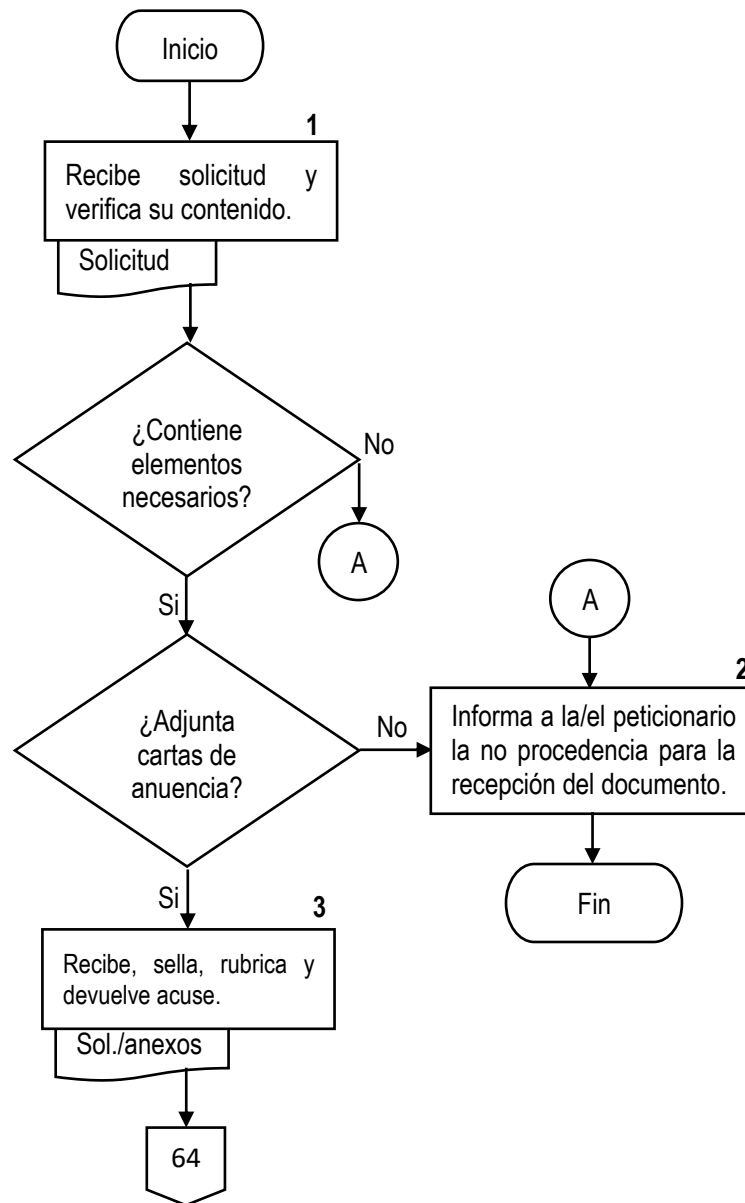 Inicio
1
Recibe solicitud y
verifica su contenido.
Solicitud
¿Contiene
elementos
necesarios?
No
A
Si
A
2
¿Adjunta
cartas de
anuencia?
No
Informa a la/el peticionario
la no procedencia para la
recepción del documento.
Si
Fin
3
Recibe, sella, rubrica y
devuelve acuse.
Sol./anexos
64